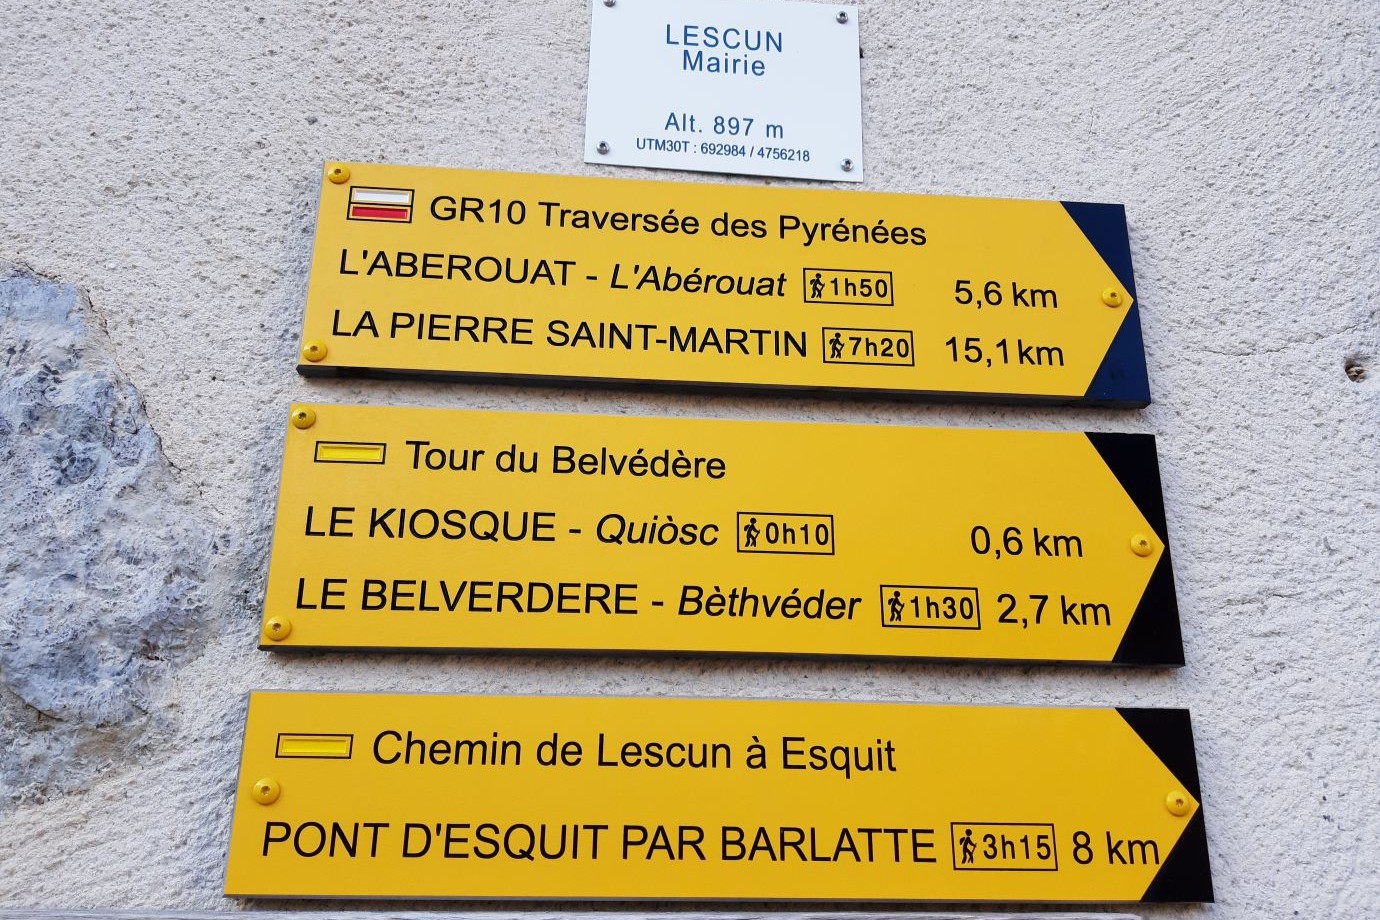 LESCUN
Mairie
Alt. 897 m
UTM30T : 692984 / 4756218
GR10 Traversée des Pyrénées
L'ABEROUAT - L'Abérouat 1h50 5,6 km
LA PIERRE SAINT-MARTIN 7h20 15,1 km
Tour du Belvédère
LE KIOSQUE - Quiòsc 0h10 0,6 km
LE BELVERDERE - Bèthvéder 1h30 2,7 km
Chemin de Lescun à Esquit
PONT D'ESQUIT PAR BARLATTE 3h15 8 km